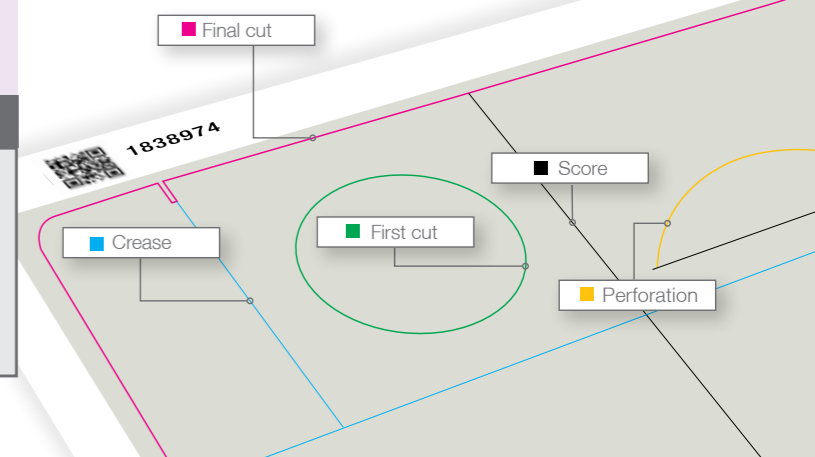 Final cut
1838974
Score
First cut
Crease
Perforation